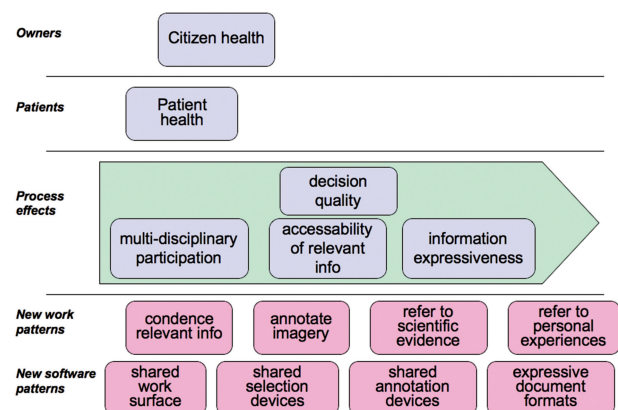 Owners
Citizen health
Patients
Patient
health
Process
effects
decision
quality
multi-disciplinary
participation
accessability
of relevant
info
information
expressiveness
New work
patterns
condence
relevant info
annotate
imagery
refer to
scientific
evidence
refer to
personal
experiences
New software
patterns
shared
work
surface
shared
selection
devices
shared
annotation
devices
expressive
document
formats